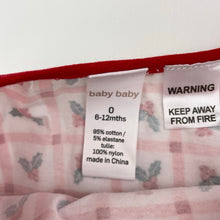 baby baby
0
6-12mths
95% cotton /
5% elastane
tulle:
100% nylon
made in China
WARNING
KEEP AWAY
FROM FIRE